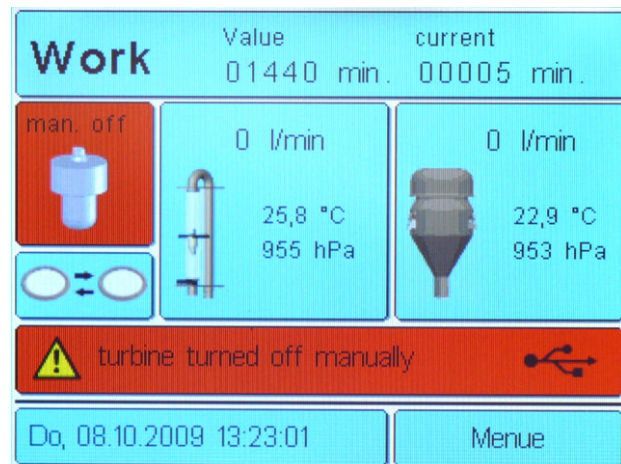 Work
Value
01440 min.
current
00005 min.
man. off
0 l/min
25,8 °C
955 hPa
0 l/min
22,9 °C
953 hPa
turbine turned off manually
Do, 08.10.2009 13:23:01
Menue